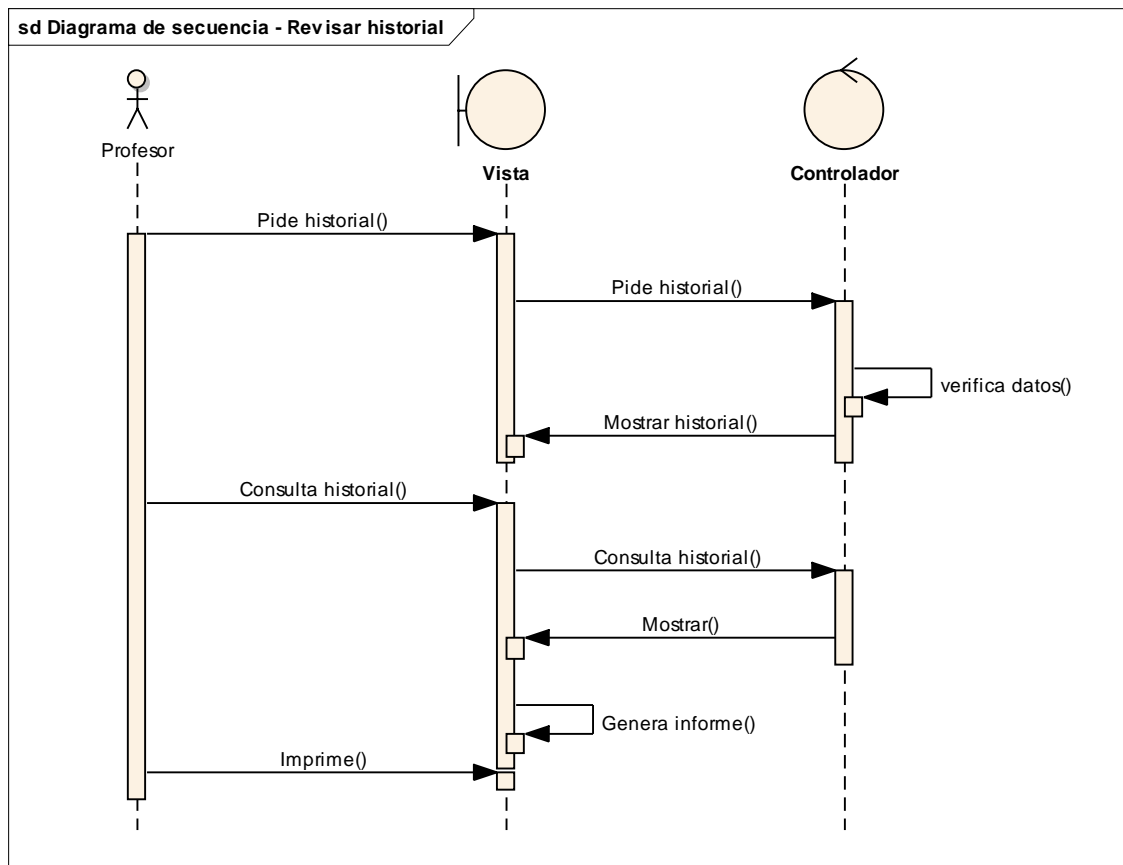 sd Diagrama de secuencia - Revisar historial
Profesor
Vista
Controlador
Pide historial()
Pide historial()
verifica datos()
Mostrar historial()
Consulta historial()
Consulta historial()
Mostrar()
Genera informe()
Imprime()